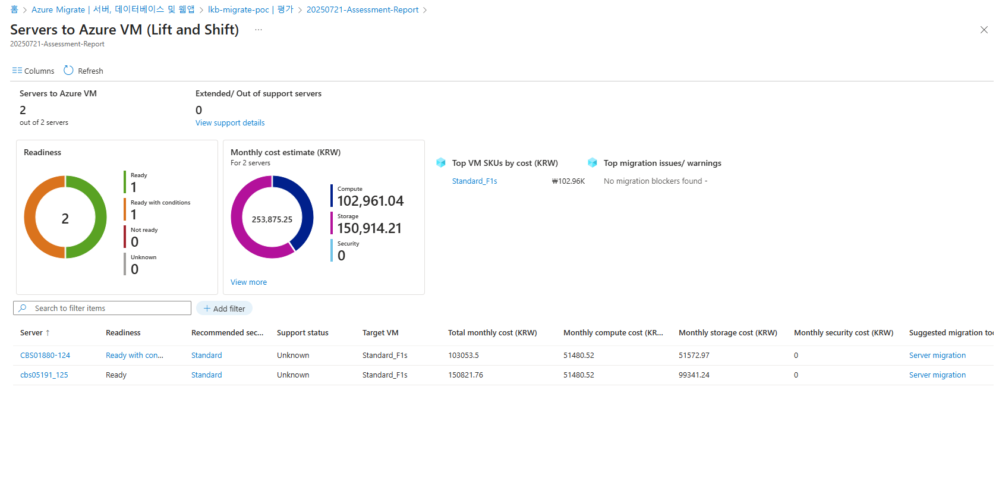 홈 > Azure Migrate | 서버, 데이터베이스 및 웹앱 > lkb-migrate-poc | 평가 > 20250721-Assessment-Report >
Servers to Azure VM (Lift and Shift) ...
20250721-Assessment-Report
Columns Refresh
Servers to Azure VM
2
out of 2 servers
Extended/ Out of support servers
0
View support details
Readiness
2
Ready
1
Ready with conditions
1
Not ready
0
Unknown
0
Monthly cost estimate (KRW)
For 2 servers
253,875.25
Compute
102,961.04
Storage
150,914.21
Security
0
View more
Top VM SKUs by cost (KRW)
Standard_F1s ₩102.96K
Top migration issues/ warnings
No migration blockers found -
Search to filter items
+ Add filter
Server ↑ Readiness Recommended sec... Support status Target VM Total monthly cost (KRW) Monthly compute cost (KR... Monthly storage cost (KRW) Monthly security cost (KRW) Suggested migration too
CBS01880-124 Ready with con... Standard Unknown Standard_F1s 103053.5 51480.52 51572.97 0 Server migration
cbs05191_125 Ready Standard Unknown Standard_F1s 150821.76 51480.52 99341.24 0 Server migration